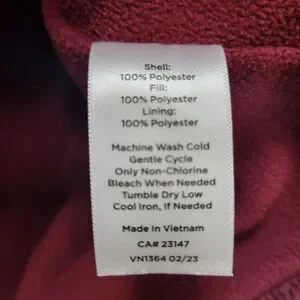 Shell:
100% Polyester
Fill:
100% Polyester
Lining:
100% Polyester
Machine Wash Cold
Gentle Cycle
Only Non-Chlorine
Bleach When Needed
Tumble Dry Low
Cool Iron, If Needed
Made in Vietnam
CA# 23147
VN1364 02/23